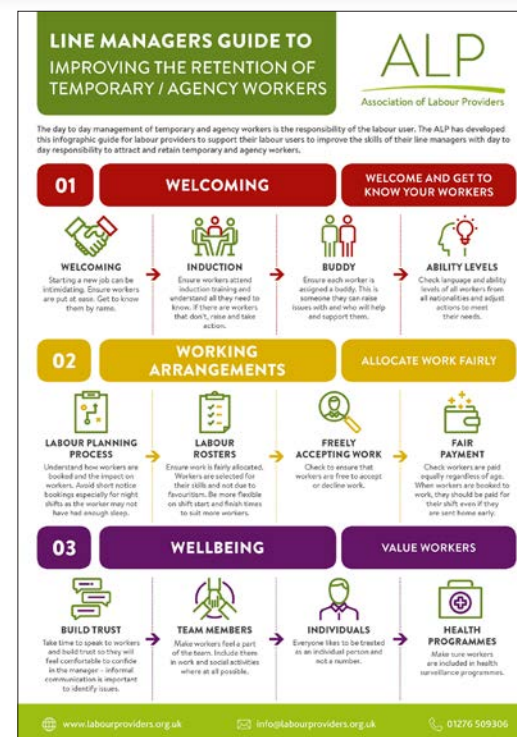 LINE MANAGERS GUIDE TO
IMPROVING THE RETENTION OF
TEMPORARY / AGENCY WORKERS
ALP
Association of Labour Providers
The day to day management of temporary and agency workers is the responsibility of the labour user. The ALP has developed
this infographic guide for labour providers to support their labour users to improve the skills of their line managers with day to
day responsibility to attract and retain temporary and agency workers.
01
WELCOMING
WELCOME AND GET TO
KNOW YOUR WORKERS
WELCOMING
Starting a new job can be
intimidating. Ensure workers
are put at ease. Get to know
them by name.
INDUCTION
Ensure workers attend
induction training and
understand all they need to
know. If there are workers
that don't, raise and take
action.
BUDDY
Ensure each worker is
assigned a buddy. This is
someone they can raise
issues with and who will help
and support them.
ABILITY LEVELS
Check language and ability
levels of all workers from
all nationalities and adjust
actions to meet
their needs.
02
WORKING
ARRANGEMENTS
ALLOCATE WORK FAIRLY
LABOUR PLANNING
PROCESS
Understand how workers are
booked and the impact on
workers. Avoid short notice
bookings especially for night
shifts as the worker may not
have had enough sleep.
LABOUR
ROSTERS
Ensure work is fairly allocated.
Workers are selected for
their skills and not due to
favouritism. Be more flexible
on shift start and finish times
to suit more workers.
FREELY
ACCEPTING WORK
Check to ensure that
workers are free to accept
or decline work.
FAIR
PAYMENT
Check workers are paid
equally regardless of age.
When workers are booked to
work, they should be paid for
their shift even if they
are sent home early.
03
WELLBEING
VALUE WORKERS
BUILD TRUST
Take time to speak to workers
and build trust so they will
feel comfortable to confide
in the manager – informal
communication is important
to identify issues.
TEAM MEMBERS
Make workers feel a part
of the team. Include them
in work and social activities
where at all possible.
INDIVIDUALS
Everyone likes to be treated
as an individual person and
not a number.
HEALTH
PROGRAMMES
Make sure workers
are included in health
surveillance programmes.
www.labourproviders.org.uk
info@labourproviders.org.uk
01276 509306